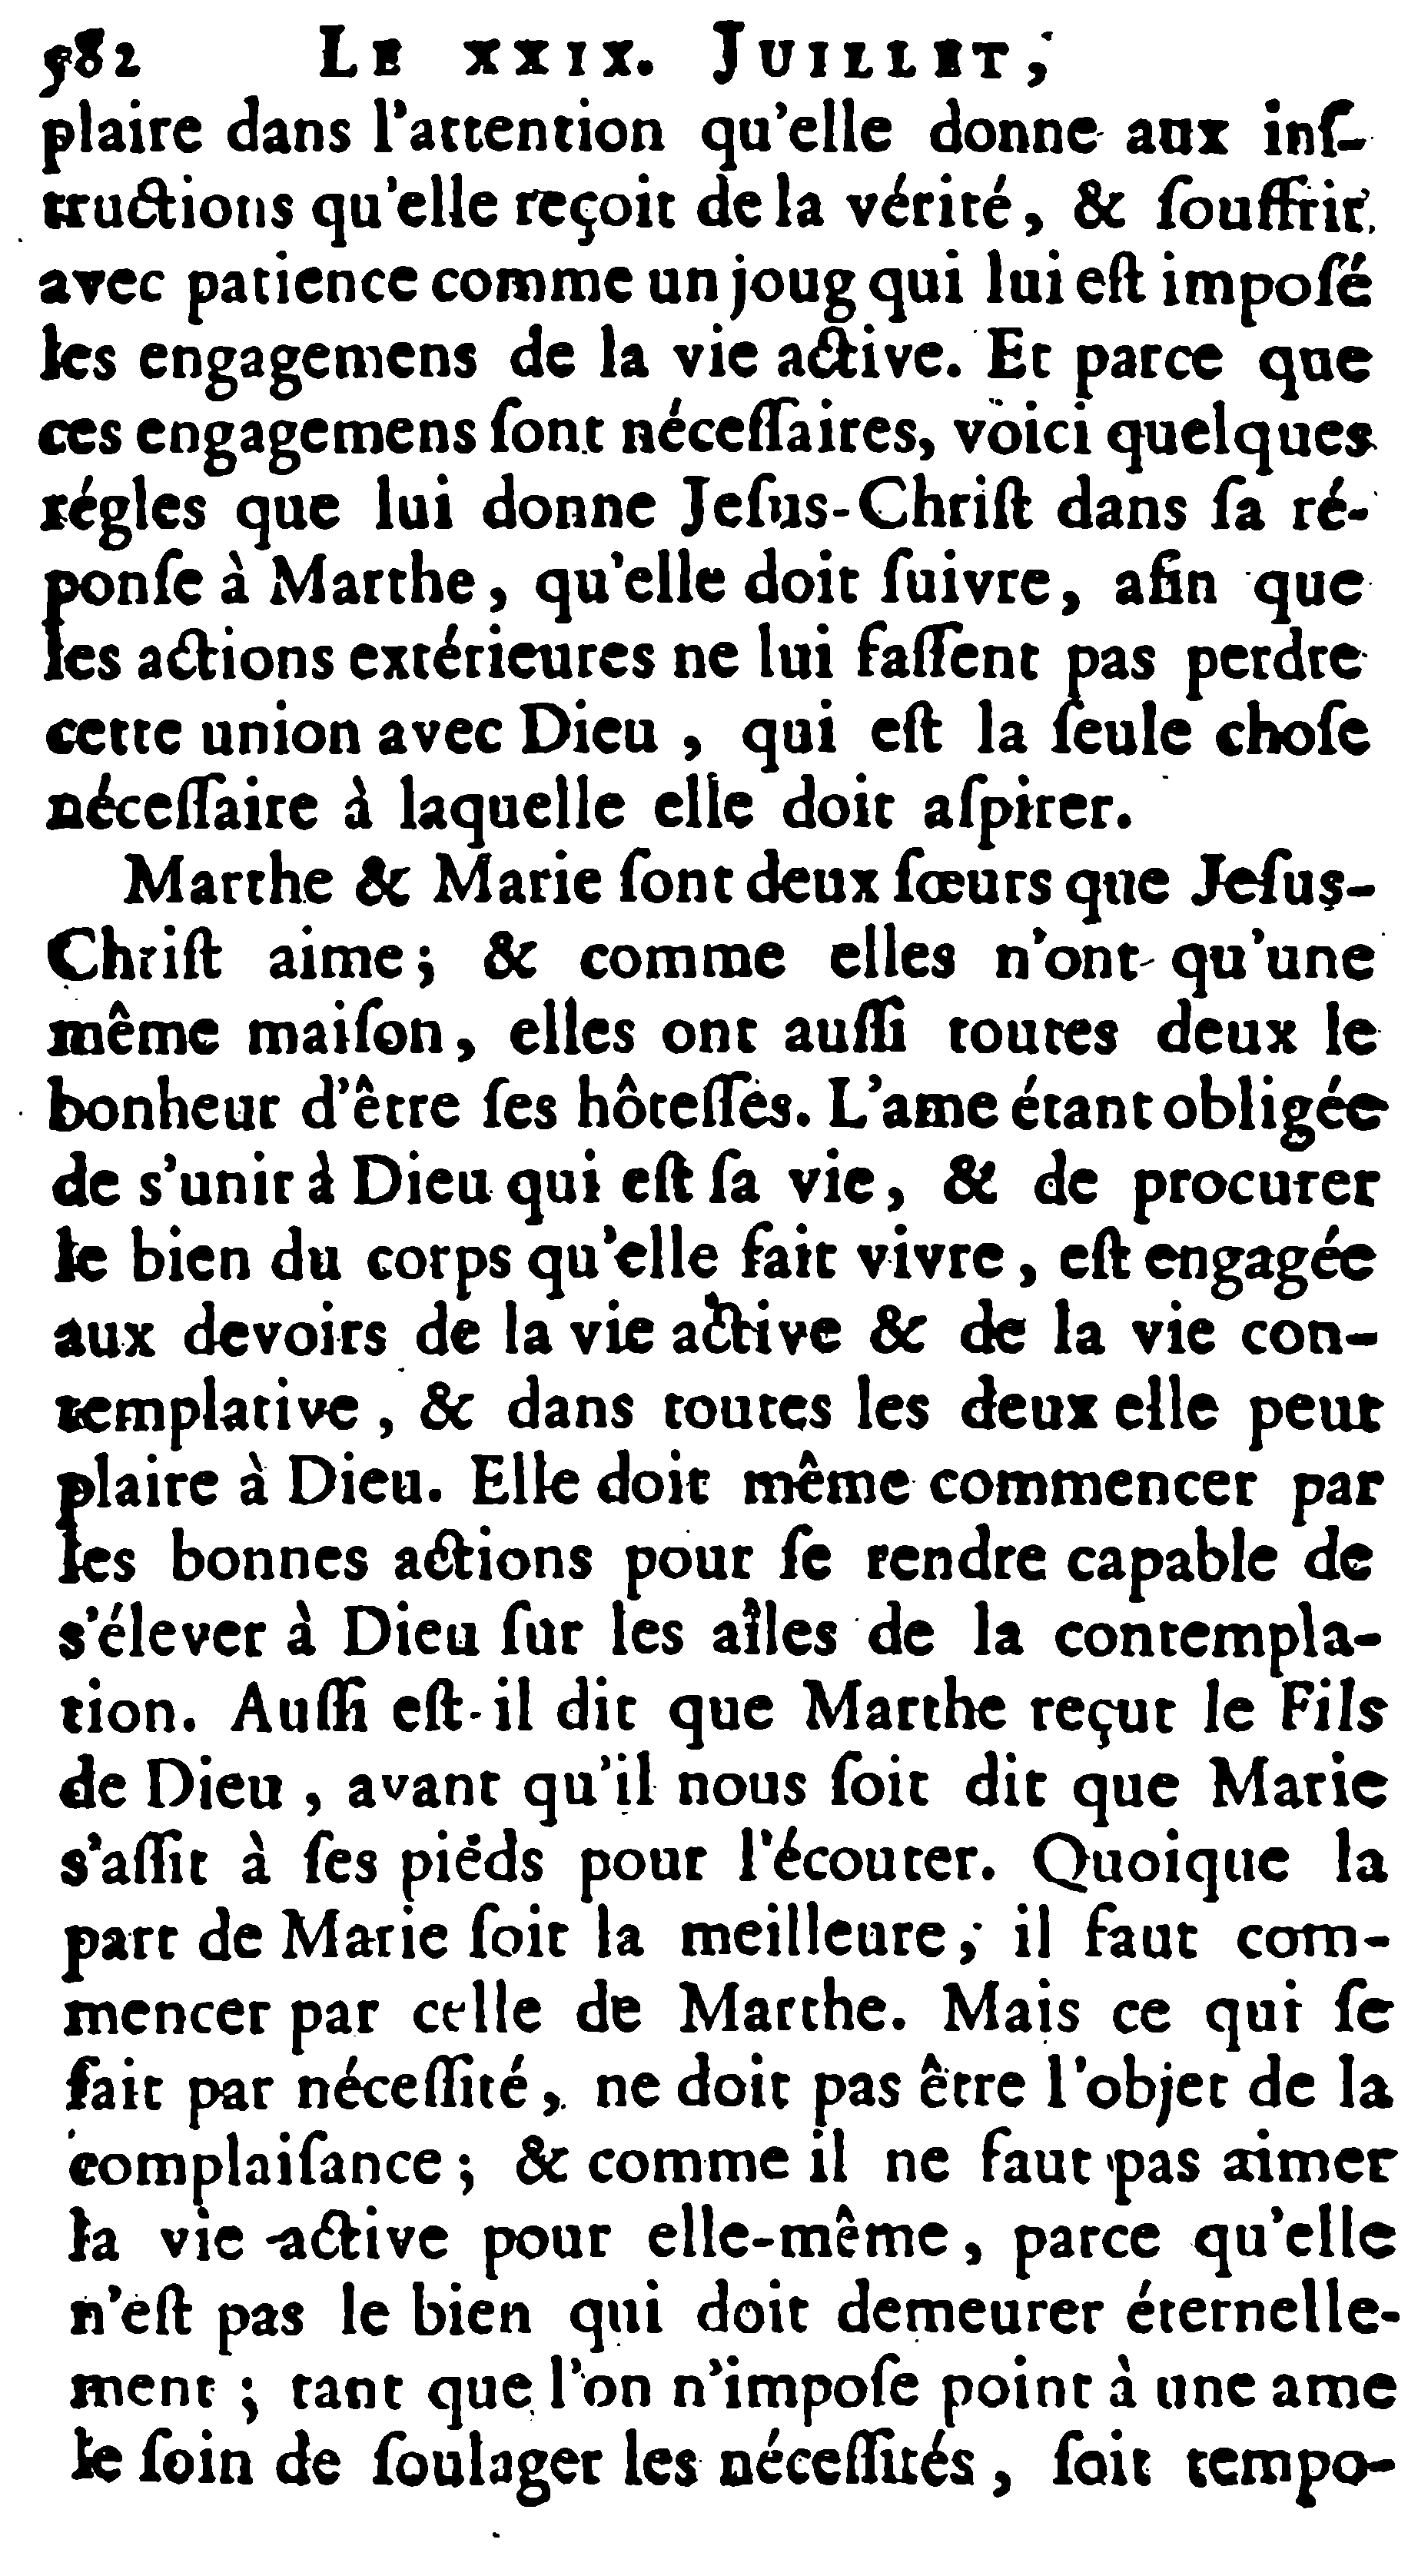 582 LE XXIX. JUILLET,
plaire dans l'attention qu'elle donne aux inſ-
tructions qu'elle reçoit de la vérité, & ſouffrir
avec patience comme un joug qui lui eſt impoſé
les engagemens de la vie active. Et parce que
ces engagemens ſont néceſſaires, voici quelques
régles que lui donne Jeſus-Chriſt dans ſa ré-
ponſe à Marthe, qu'elle doit ſuivre, afin que
les actions extérieures ne lui faſſent pas perdre
cette union avec Dieu, qui eſt la ſeule choſe
néceſſaire à laquelle elle doit aſpirer.
Marthe & Marie ſont deux ſœurs que Jeſus-
Chriſt aime; & comme elles n'ont qu'une
même maiſon, elles ont auſſi toutes deux le
bonheur d'être ſes hôteſſes. L'ame étant obligée
de s'unir à Dieu qui eſt ſa vie, & de procurer
le bien du corps qu'elle fait vivre, eſt engagée
aux devoirs de la vie active & de la vie con-
templative, & dans toutes les deux elle peut
plaire à Dieu. Elle doit même commencer par
les bonnes actions pour ſe rendre capable de
s'élever à Dieu ſur les aîles de la contempla-
tion. Auſſi eſt-il dit que Marthe reçut le Fils
de Dieu, avant qu'il nous ſoit dit que Marie
s'aſſit à ſes piéds pour l'écouter. Quoique la
part de Marie ſoit la meilleure, il faut com-
mencer par celle de Marthe. Mais ce qui ſe
fait par néceſſité, ne doit pas être l'objet de la
complaiſance; & comme il ne faut pas aimer
la vie active pour elle-même, parce qu'elle
n'eſt pas le bien qui doit demeurer éternelle-
ment; tant que l'on n'impoſe point à une ame
le ſoin de ſoulager les néceſſités, ſoit tempo-